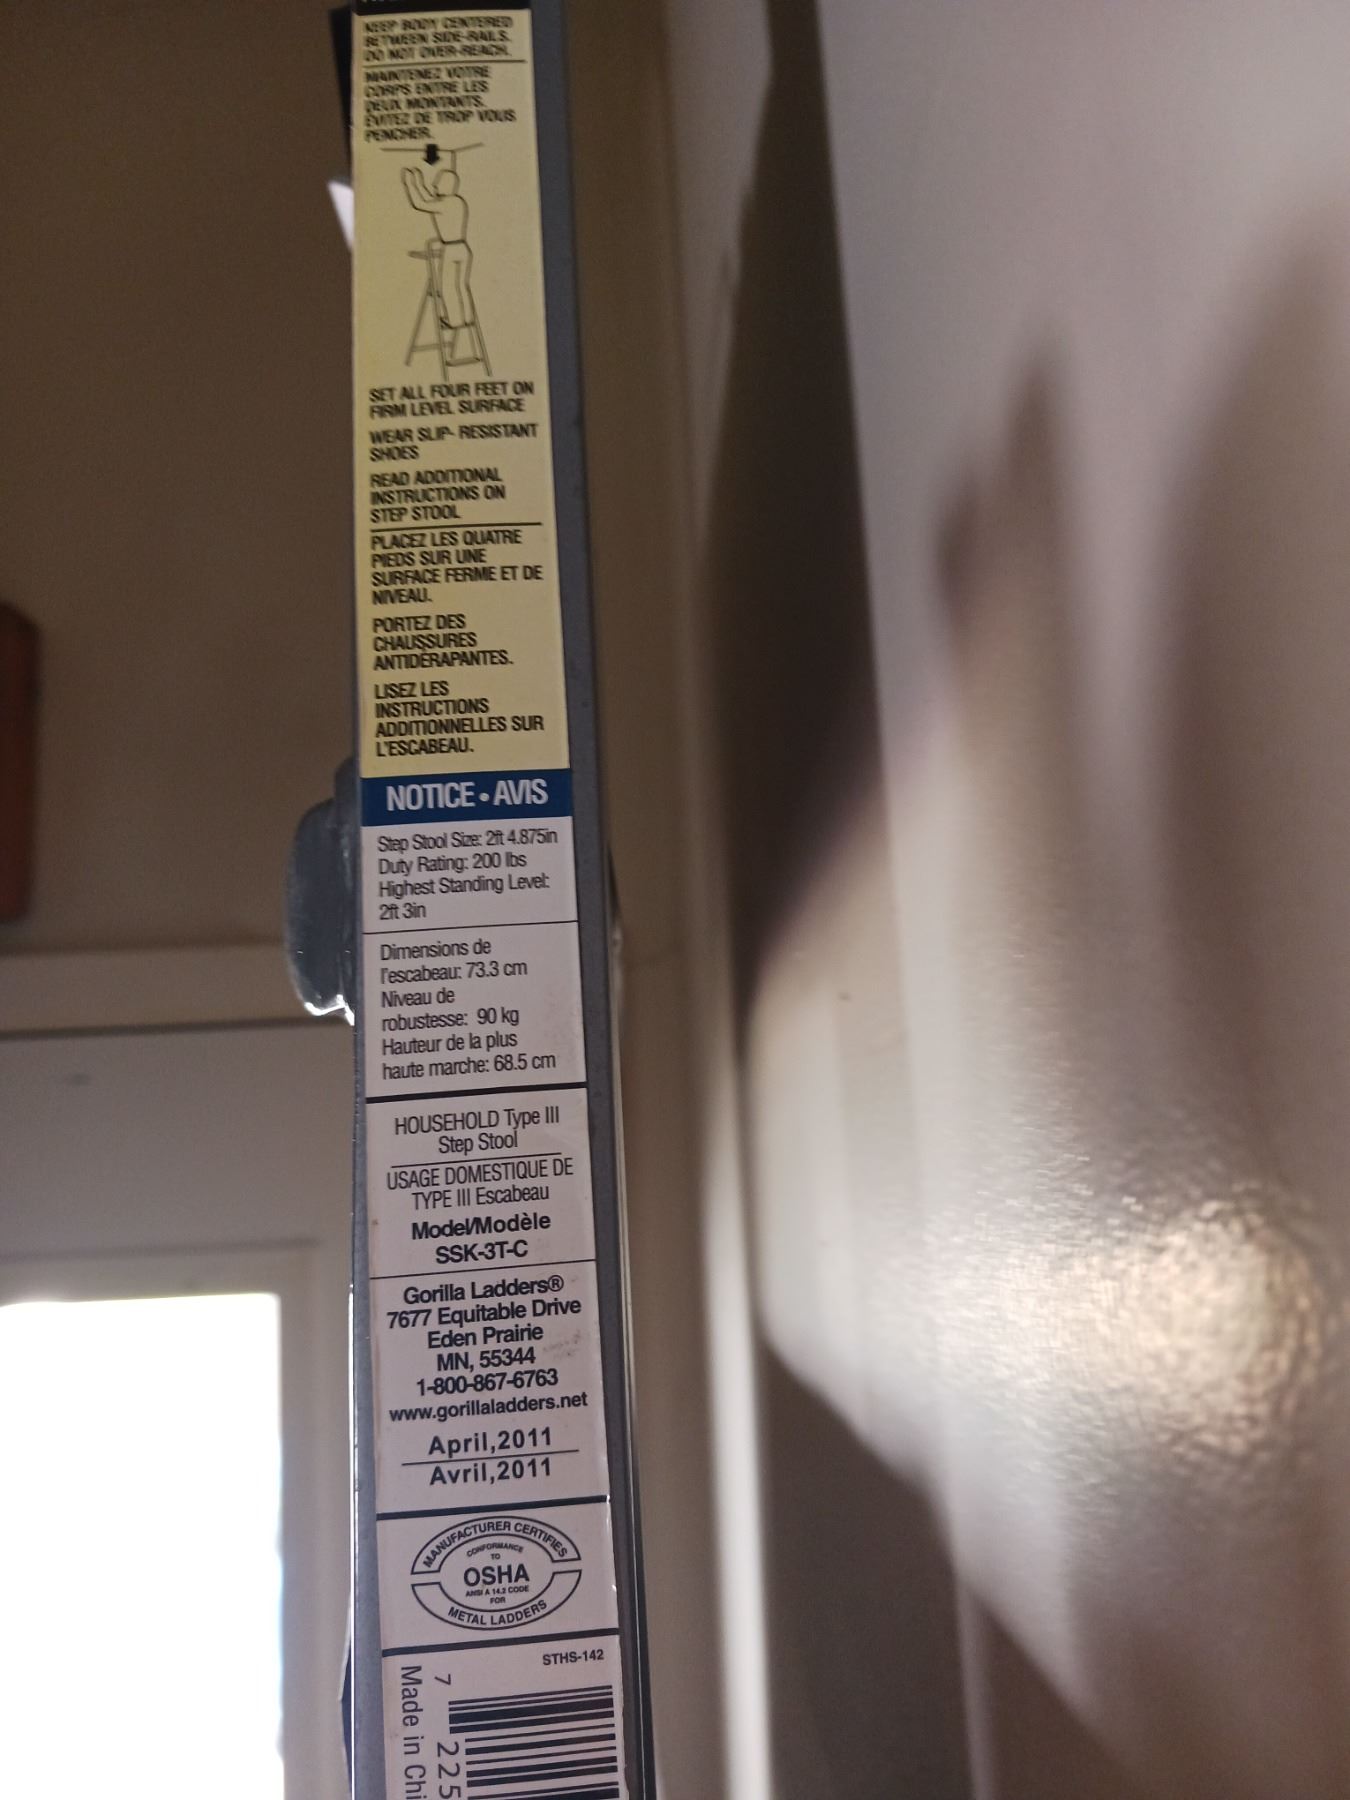 KEEP BODY CENTERED
BETWEEN SIDE-RAILS.
DO NOT OVER-REACH.
MAINTENEZ VOTRE
CORPS ENTRE LES
DEUX MONTANTS.
ÉVITEZ DE TROP VOUS
PENCHER.
SET ALL FOUR FEET ON
FIRM LEVEL SURFACE
WEAR SLIP- RESISTANT
SHOES
READ ADDITIONAL
INSTRUCTIONS ON
STEP STOOL
PLACEZ LES QUATRE
PIEDS SUR UNE
SURFACE FERME ET DE
NIVEAU.
PORTEZ DES
CHAUSSURES
ANTIDÉRAPANTES.
LISEZ LES
INSTRUCTIONS
ADDITIONNELLES SUR
L'ESCABEAU.
NOTICE • AVIS
Step Stool Size: 2ft 4.875in
Duty Rating: 200 lbs
Highest Standing Level:
2ft 3in
Dimensions de
l'escabeau: 73.3 cm
Niveau de
robustesse: 90 kg
Hauteur de la plus
haute marche: 68.5 cm
HOUSEHOLD Type III
Step Stool
USAGE DOMESTIQUE DE
TYPE III Escabeau
Model/Modèle
SSK-3T-C
Gorilla Ladders®
7677 Equitable Drive
Eden Prairie
MN, 55344
1-800-867-6763
www.gorillaladders.net
April,2011
Avril,2011
MANUFACTURER CERTIFIES
CONFORMANCE
TO
OSHA
ANSI A 14.2 CODE
FOR
METAL LADDERS
STHS-142
7 225
Made in Chi